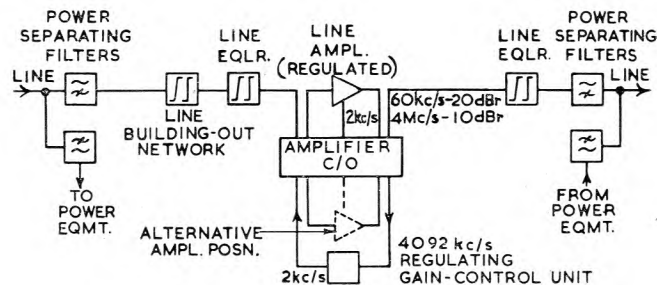 POWER
SEPARATING
FILTERS
LINE
LINE
EQLR.
LINE
AMPL.
(REGULATED)
LINE
EQLR.
POWER
SEPARATING
FILTERS
LINE
LINE
BUILDING-OUT
NETWORK
2kc/s
60kc/s-20dBr
4Mc/s-10dBr
AMPLIFIER
C/O
TO
POWER
EQMT.
FROM
POWER
EQMT.
ALTERNATIVE
AMPL. POSN.
2kc/s
4092 kc/s
REGULATING
GAIN-CONTROL UNIT